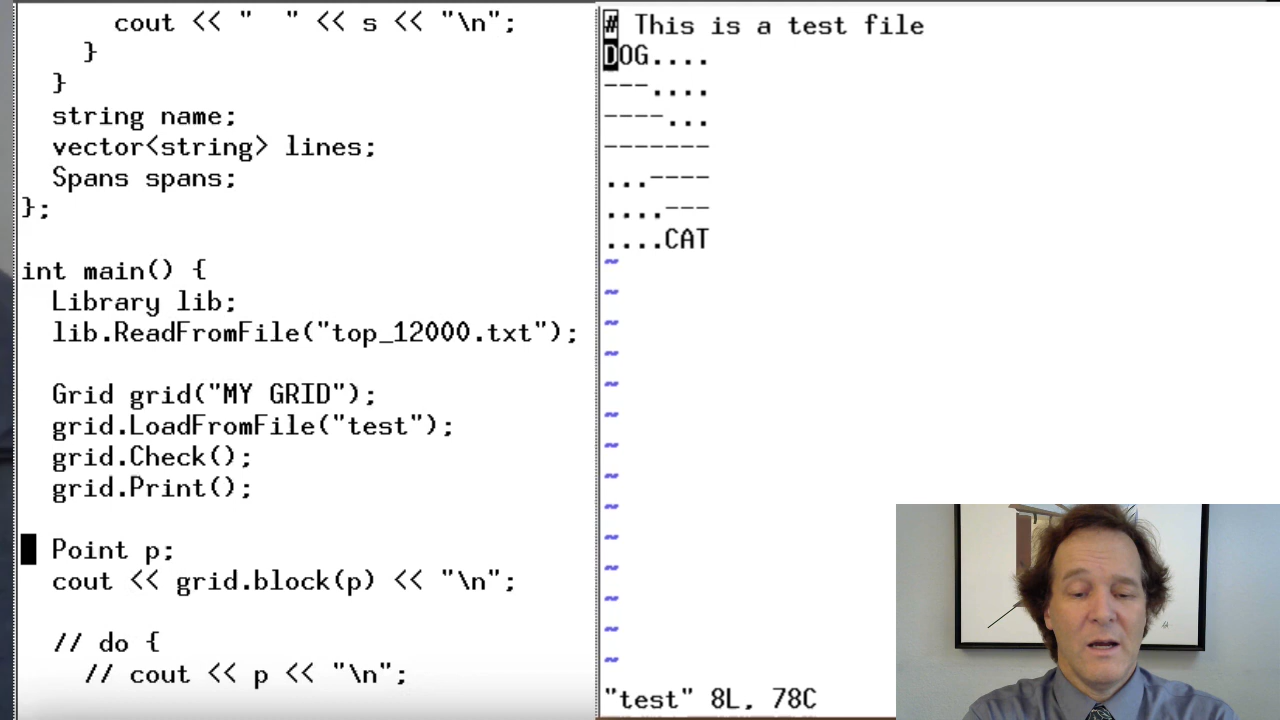 cout << "  " << s << "\n";
}
}
string name;
vector<string> lines;
Spans spans;
};
int main() {
Library lib;
lib.ReadFromFile("top_12000.txt");
Grid grid("MY GRID");
grid.LoadFromFile("test");
grid.Check();
grid.Print();
Point p;
cout << grid.block(p) << "\n";
// do {
// cout << p << "\n";
# This is a test file
DOG....
---....
----...
-------
...----
....---
....CAT
~
~
~
~
~
~
~
~
~
~
~
~
~
~
"test" 8L, 78C